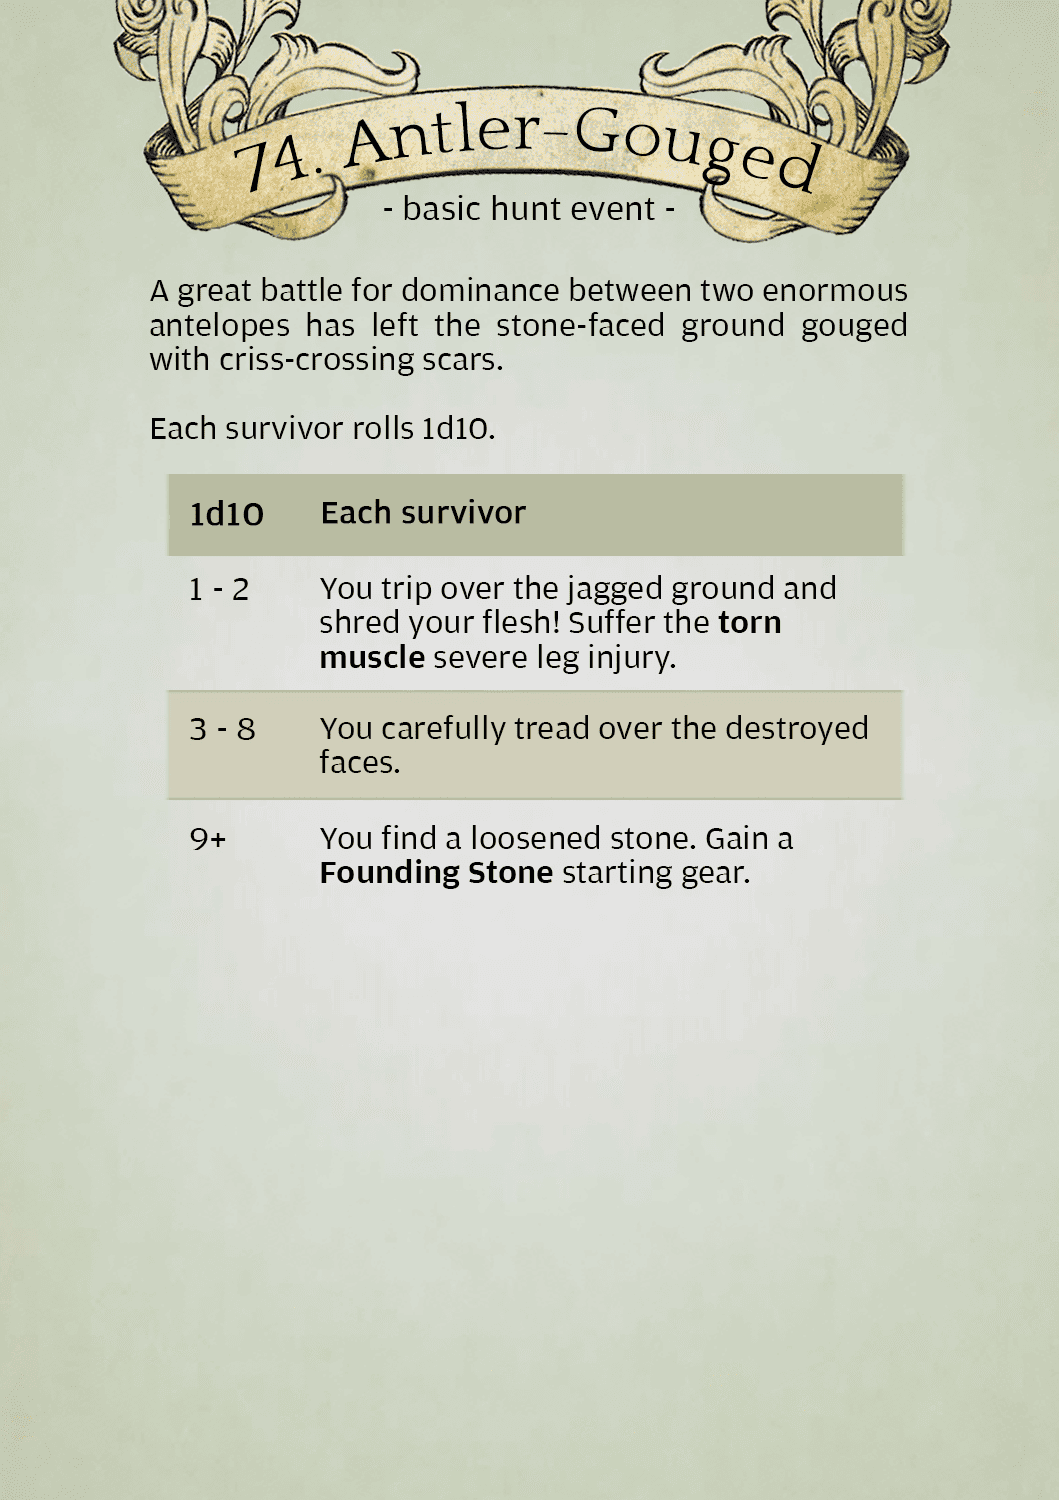 74. Antler-Gouged
- basic hunt event -
A great battle for dominance between two enormous
antelopes has left the stone-faced ground gouged
with criss-crossing scars.
Each survivor rolls 1d10.
1d10 Each survivor
1 - 2 You trip over the jagged ground and
shred your flesh! Suffer the torn
muscle severe leg injury.
3 - 8 You carefully tread over the destroyed
faces.
9+ You find a loosened stone. Gain a
Founding Stone starting gear.